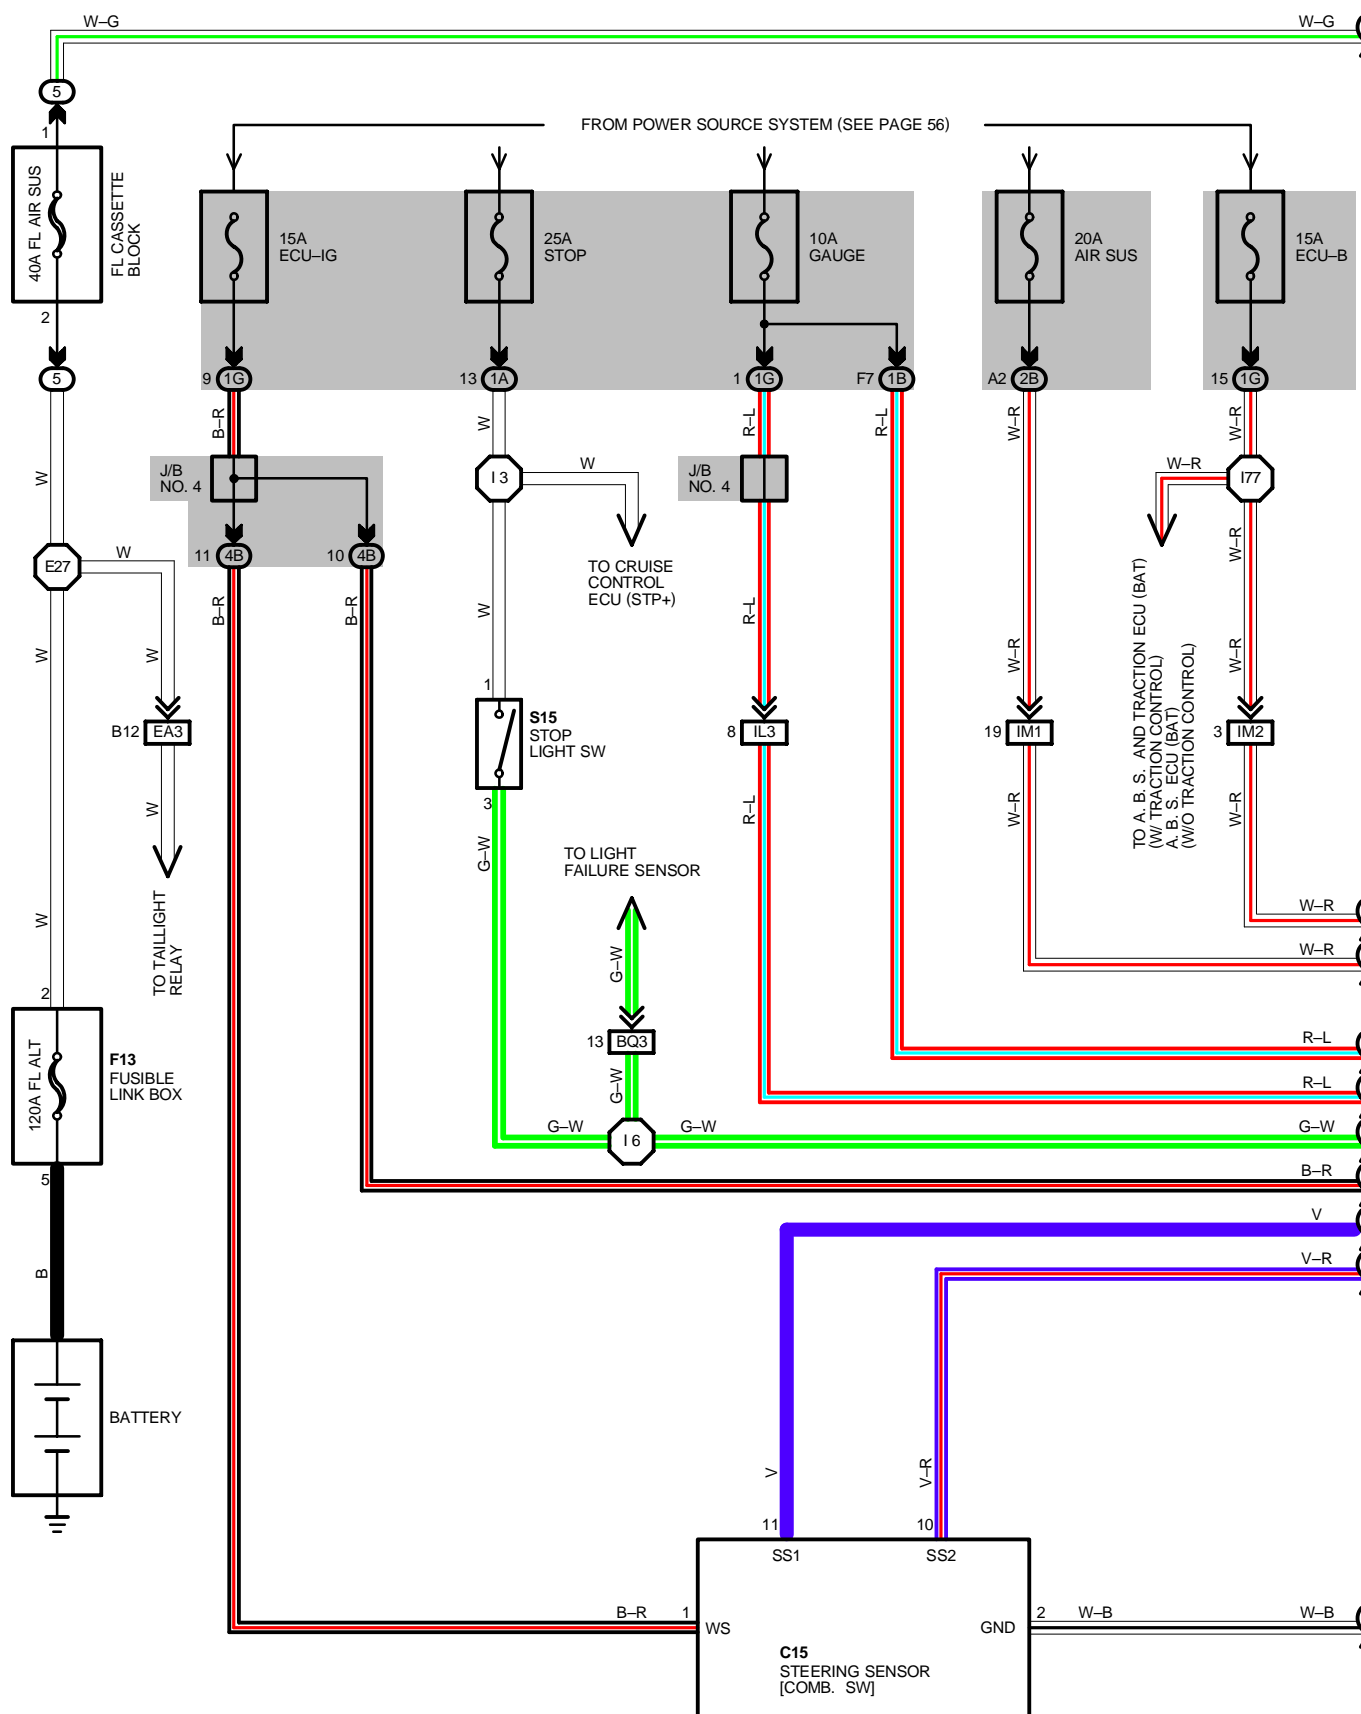 W–G
W–G
5
1
FROM POWER SOURCE SYSTEM (SEE PAGE 56)
40A FL AIR SUS
FL CASSETTE
BLOCK
15A
ECU–IG
25A
STOP
10A
GAUGE
20A
AIR SUS
15A
ECU–B
2
5
9 1G
13 1A
1 1G
F7 1B
A2 2B
15 1G
B–R
W
R–L
R–L
W–R
W–R
W
J/B
NO. 4
I 3
W
J/B
NO. 4
W–R
I77
11 4B
10 4B
E27
W
TO CRUISE
CONTROL
ECU (STP+)
W–R
B–R
B–R
W
R–L
W
W
W–R
W–R
TO A. B. S. AND TRACTION ECU (BAT)
(W/ TRACTION CONTROL)
A. B. S. ECU (BAT)
(W/O TRACTION CONTROL)
1
S15
STOP
LIGHT SW
B12 EA3
8 IL3
19 IM1
3 IM2
W
3
R–L
W–R
W–R
G–W
TO LIGHT
FAILURE SENSOR
TO TAILLIGHT
RELAY
W
W–R
W–R
G–W
2
13 BQ3
120A FL ALT
F13
FUSIBLE
LINK BOX
G–W
R–L
R–L
G–W
I 6
G–W
G–W
5
B–R
V
B
V–R
BATTERY
V
V–R
11
10
SS1
SS2
B–R
1
WS
GND
2
W–B
W–B
C15
STEERING SENSOR
[COMB. SW]